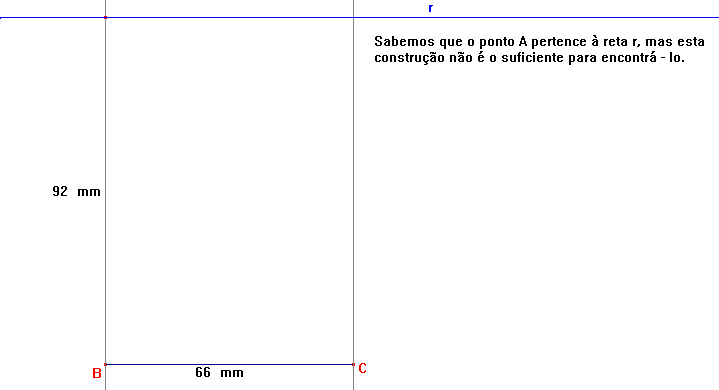 r
Sabemos que o ponto A pertence à reta r, mas esta
construção não é o suficiente para encontrá - lo.
92 mm
B
66 mm
C